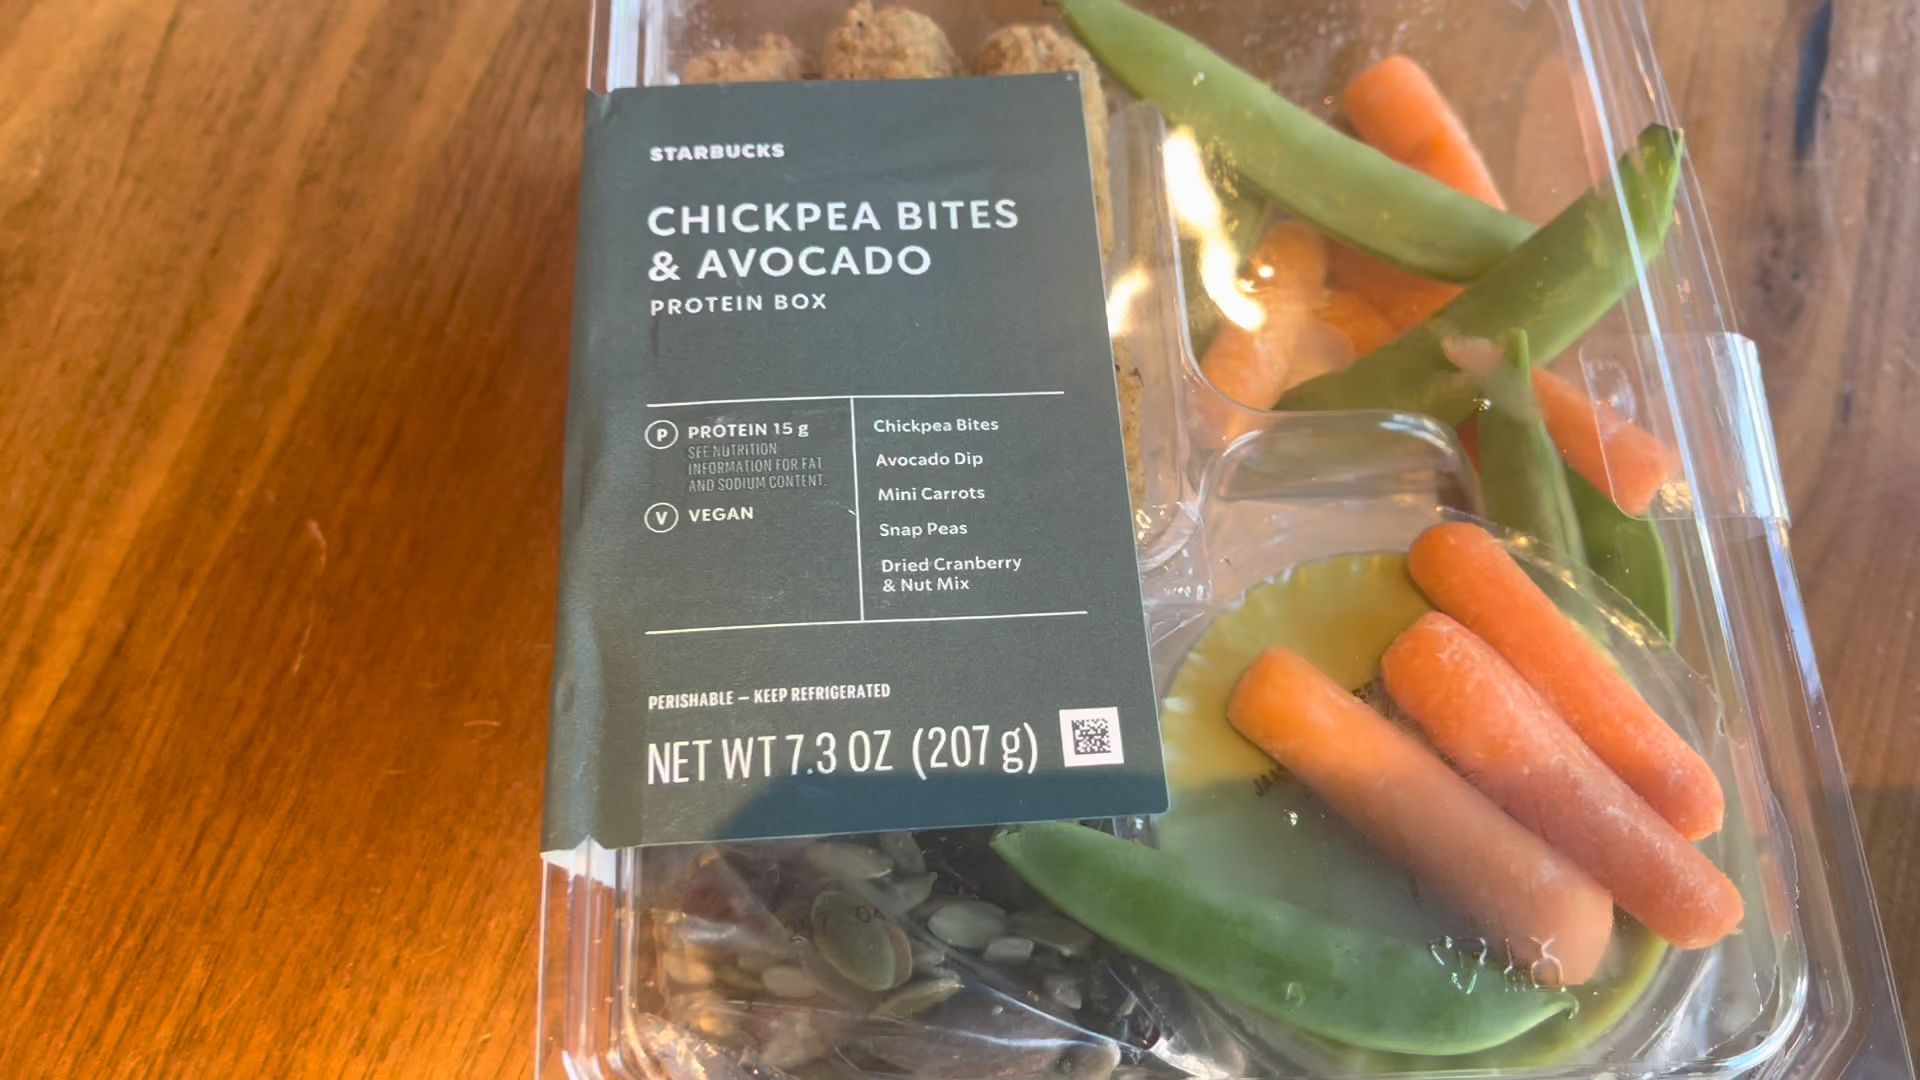 STARBUCKS
CHICKPEA BITES
& AVOCADO
PROTEIN BOX
P PROTEIN 15 g
SEE NUTRITION
INFORMATION FOR FAT
AND SODIUM CONTENT.
V VEGAN
Chickpea Bites
Avocado Dip
Mini Carrots
Snap Peas
Dried Cranberry
& Nut Mix
PERISHABLE – KEEP REFRIGERATED
NET WT 7.3 OZ (207 g)